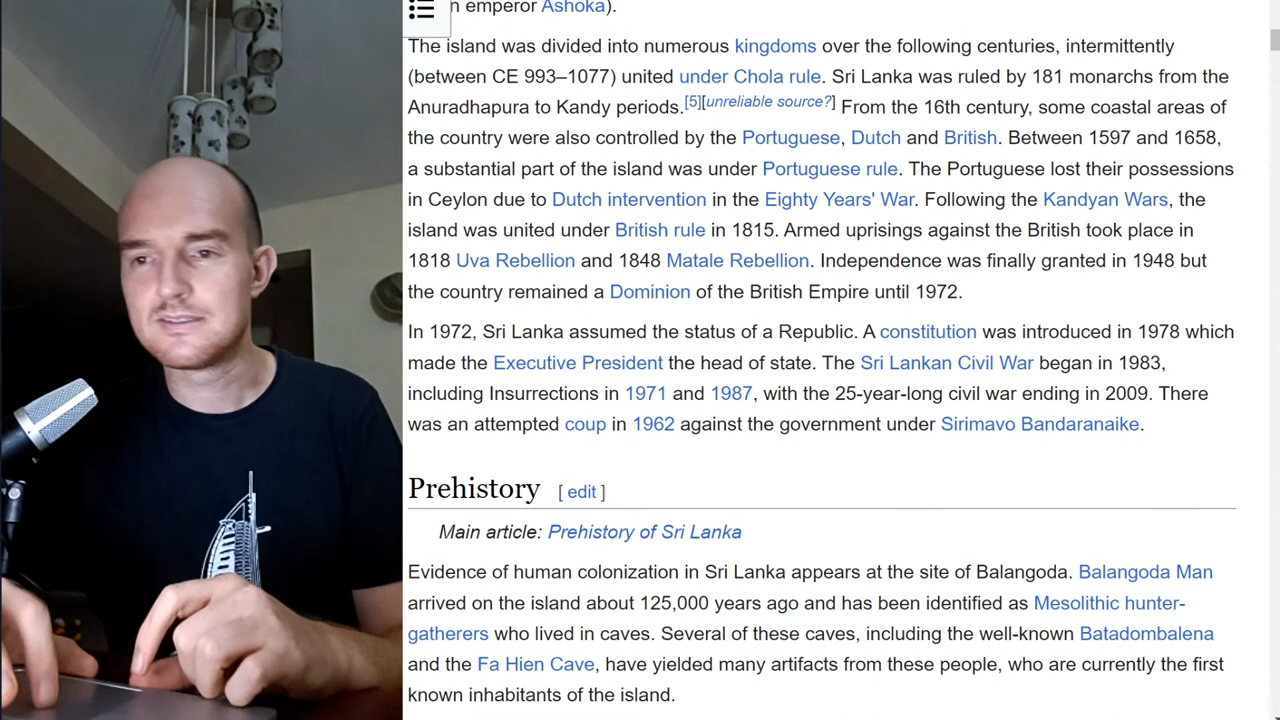 n emperor Ashoka).
The island was divided into numerous kingdoms over the following centuries, intermittently
(between CE 993–1077) united under Chola rule. Sri Lanka was ruled by 181 monarchs from the
Anuradhapura to Kandy periods.[5][unreliable source?] From the 16th century, some coastal areas of
the country were also controlled by the Portuguese, Dutch and British. Between 1597 and 1658,
a substantial part of the island was under Portuguese rule. The Portuguese lost their possessions
in Ceylon due to Dutch intervention in the Eighty Years' War. Following the Kandyan Wars, the
island was united under British rule in 1815. Armed uprisings against the British took place in
1818 Uva Rebellion and 1848 Matale Rebellion. Independence was finally granted in 1948 but
the country remained a Dominion of the British Empire until 1972.
In 1972, Sri Lanka assumed the status of a Republic. A constitution was introduced in 1978 which
made the Executive President the head of state. The Sri Lankan Civil War began in 1983,
including Insurrections in 1971 and 1987, with the 25-year-long civil war ending in 2009. There
was an attempted coup in 1962 against the government under Sirimavo Bandaranaike.
Prehistory [ edit ]
Main article: Prehistory of Sri Lanka
Evidence of human colonization in Sri Lanka appears at the site of Balangoda. Balangoda Man
arrived on the island about 125,000 years ago and has been identified as Mesolithic hunter-
gatherers who lived in caves. Several of these caves, including the well-known Batadombalena
and the Fa Hien Cave, have yielded many artifacts from these people, who are currently the first
known inhabitants of the island.